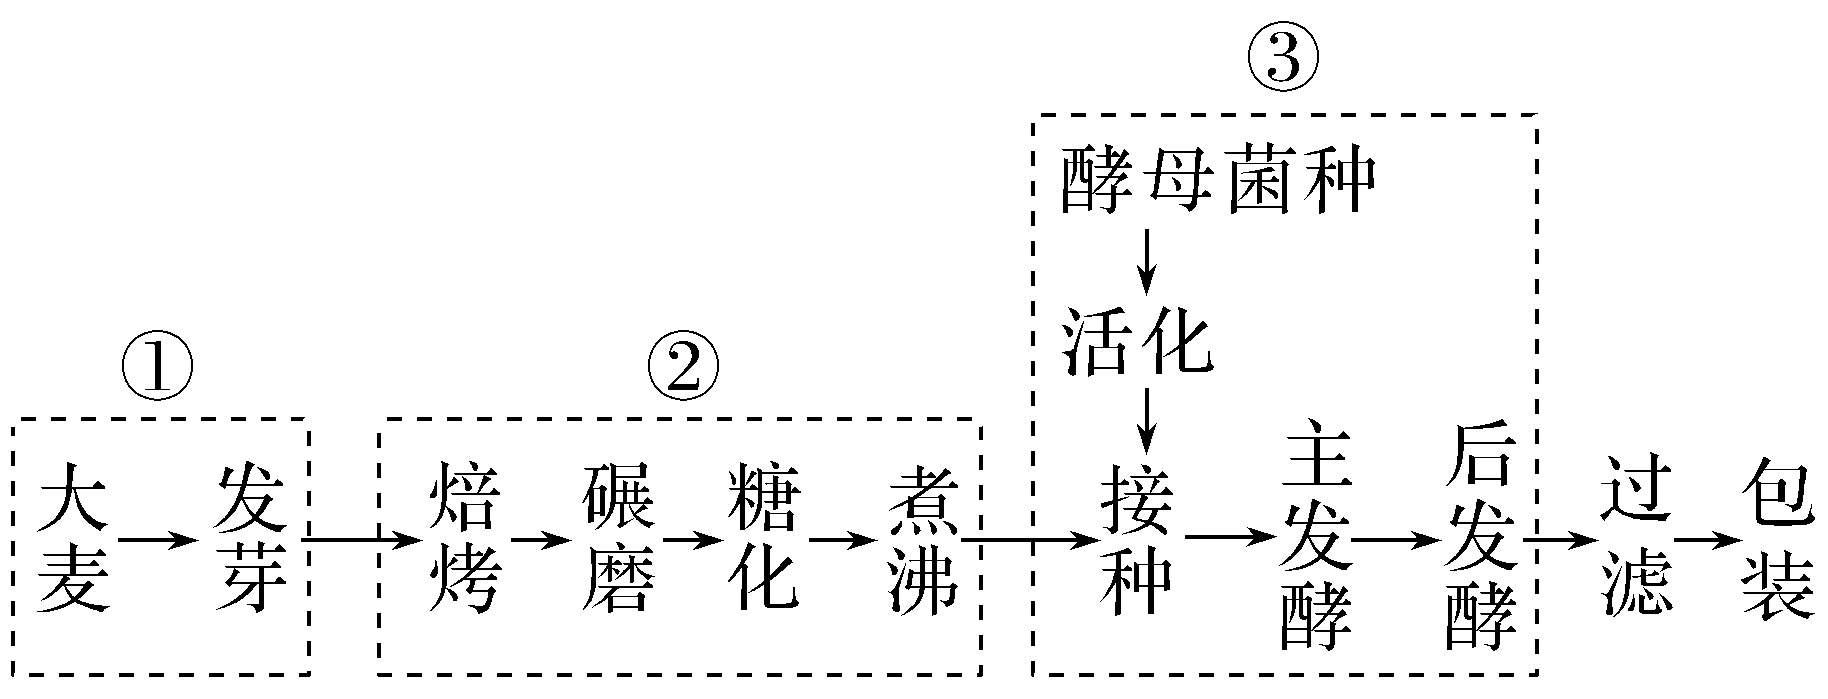 ③
酵母菌种
活化
①
②
大麦
发芽
焙烤
碾磨
糖化
煮沸
接种
主发酵
后发酵
过滤
包装